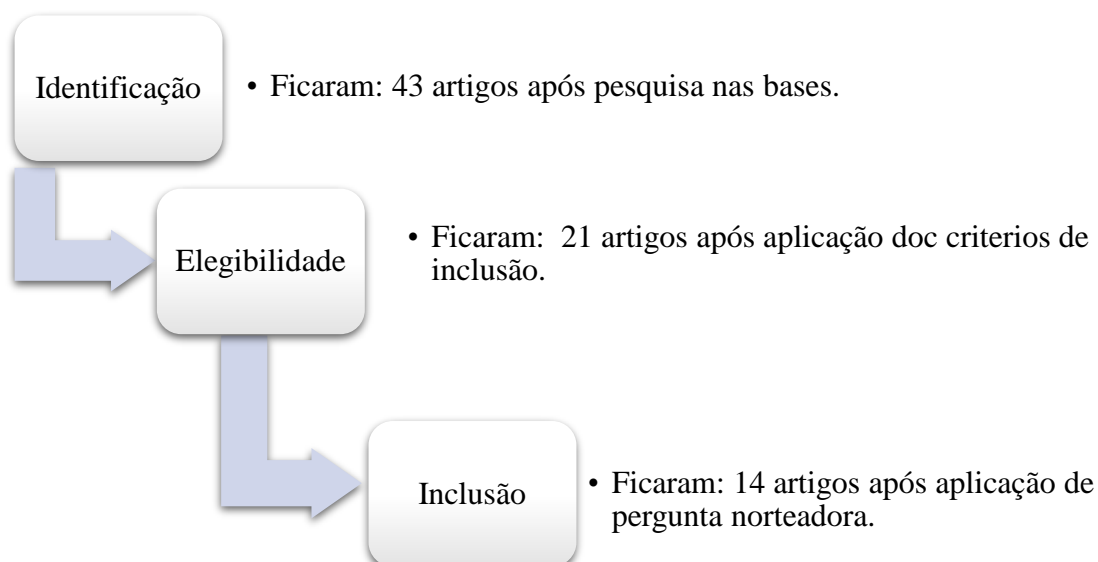 Identificação
• Ficaram: 43 artigos após pesquisa nas bases.
Elegibilidade
• Ficaram: 21 artigos após aplicação doc criterios de
inclusão.
Inclusão
• Ficaram: 14 artigos após aplicação de
pergunta norteadora.